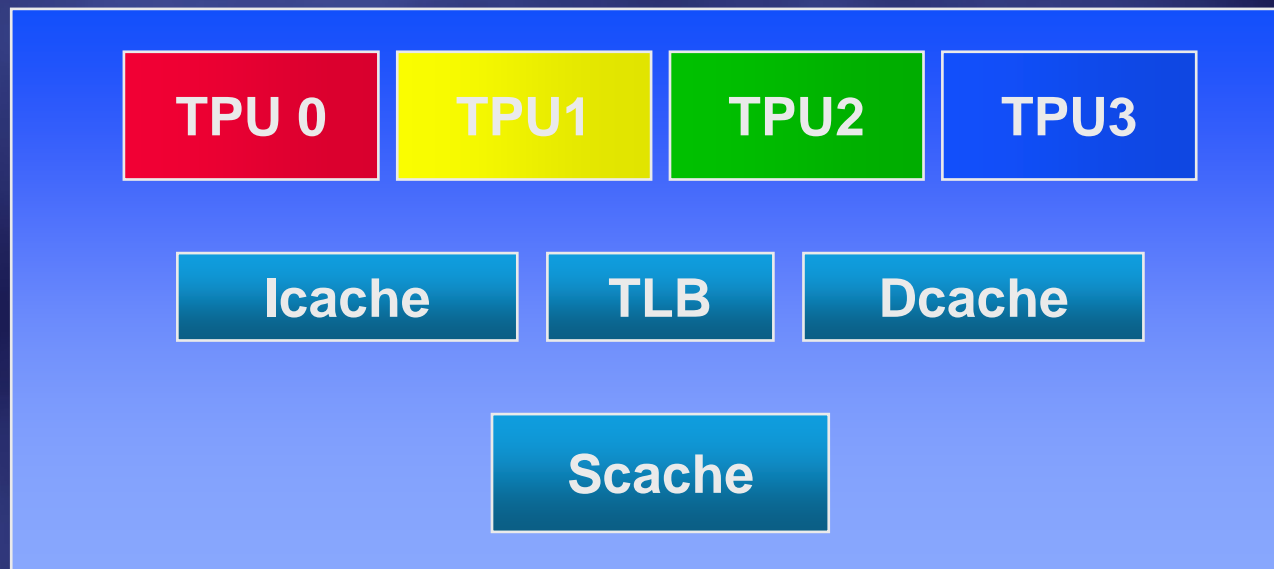 TPU 0
TPU1
TPU2
TPU3
Icache
TLB
Dcache
Scache